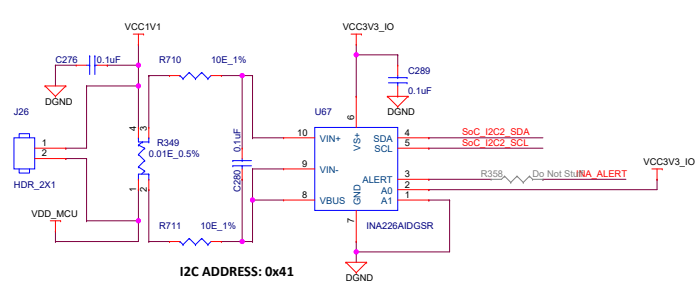 VCC1V1
VCC3V3_IO
C276
0.1uF
R710
10E_1%
C289
0.1uF
DGND
DGND
J26
U67
4
3
6
1
2
R349
0.01E_0.5%
0.1uF
C280
10
VIN+
VS+
SDA
4
SoC_I2C2_SDA
SCL
5
SoC_I2C2_SCL
9
VIN-
VCC3V3_IO
HDR_2X1
ALERT
3
R358
INA_ALERT
A0
2
8
VBUS
GND
A1
1
1
2
VDD_MCU
7
INA226AIDGSR
R711
10E_1%
I2C ADDRESS: 0x41
DGND